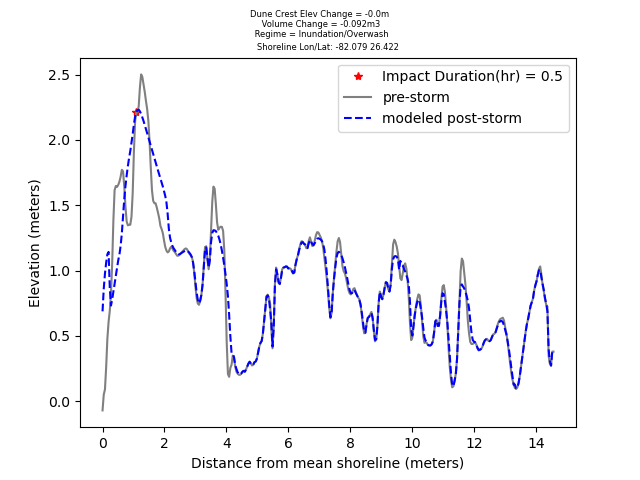 Dune Crest Elev Change = -0.0m
Volume Change = -0.092m3
Regime = Inundation/Overwash
Shoreline Lon/Lat: -82.079 26.422
Impact Duration(hr) = 0.5
pre-storm
modeled post-storm
2.5
2.0
1.5
1.0
0.5
0.0
Elevation (meters)
0 2 4 6 8 10 12 14
Distance from mean shoreline (meters)